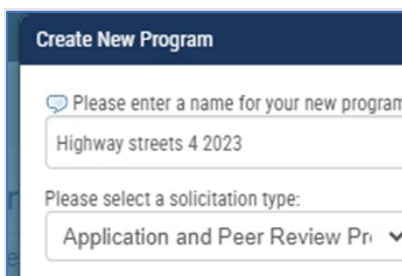 Create New Program
Please enter a name for your new program
Highway streets 4 2023
Please select a solicitation type:
Application and Peer Review Pr